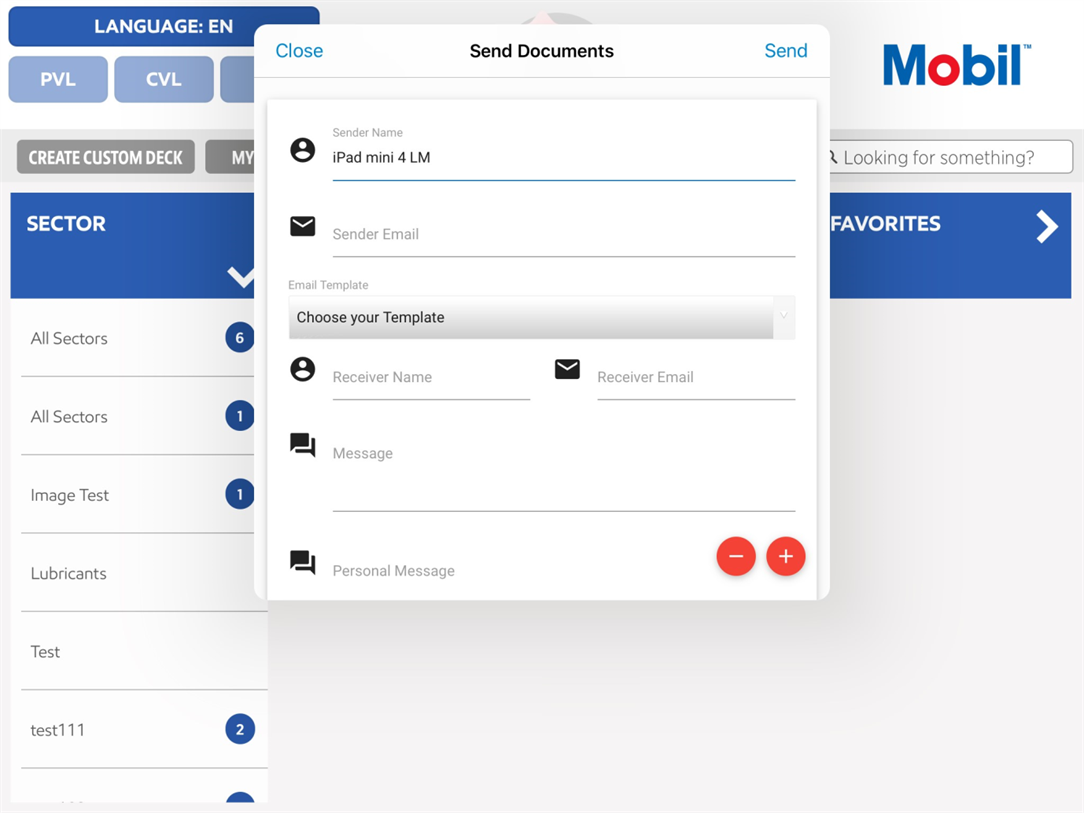 LANGUAGE: EN
PVL
CVL
Mobil™
CREATE CUSTOM DECK
MY
Looking for something?
SECTOR
FAVORITES
All Sectors
6
All Sectors
1
Image Test
1
Lubricants
Test
test111
2
Close
Send Documents
Send
Sender Name
iPad mini 4 LM
Sender Email
Email Template
Choose your Template
Receiver Name
Receiver Email
Message
Personal Message